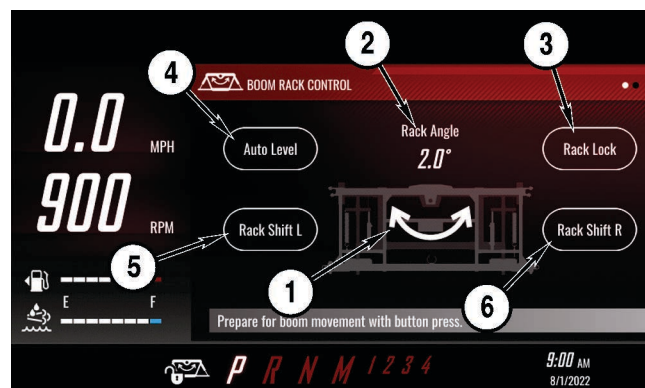 2
3
4
BOOM RACK CONTROL
0.0 MPH
Auto Level
Rack Angle
2.0°
Rack Lock
900 RPM
Rack Shift L
Rack Shift R
5
1
6
E F
Prepare for boom movement with button press.
P R N M 1 2 3 4
9:00 AM
8/1/2022